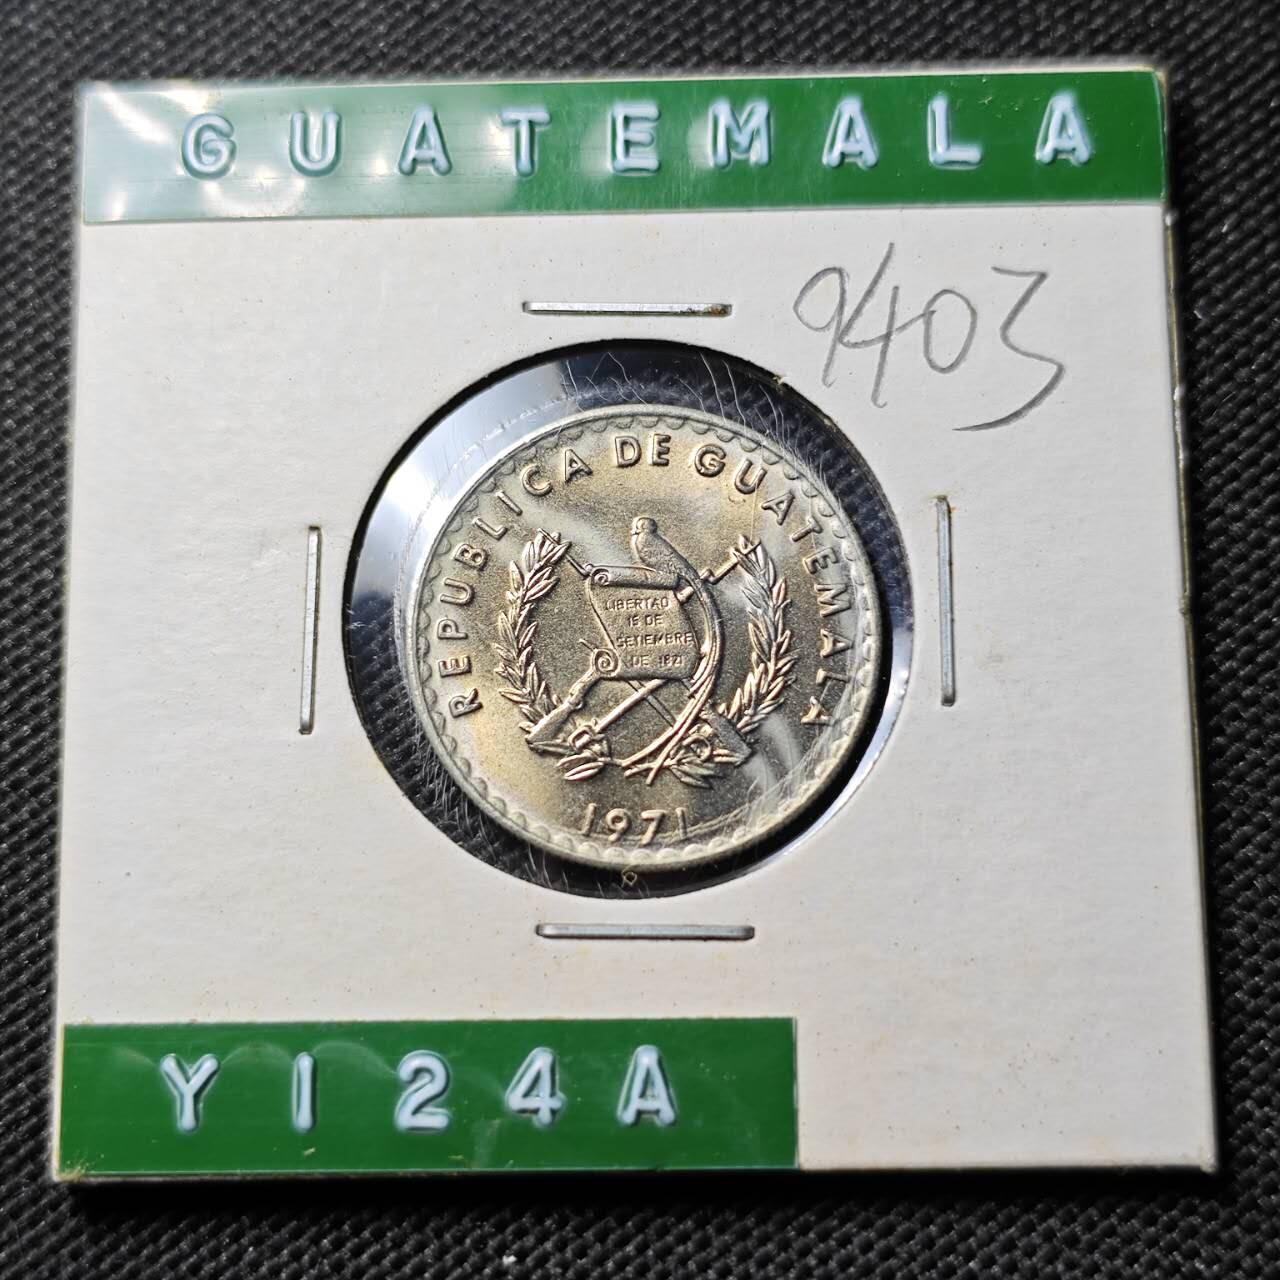 GUATEMALA
9403
REPUBLICA DE GUATEMALA
LIBERTAD
15 DE
SETIEMBRE
DE 1821
1971
Y124A